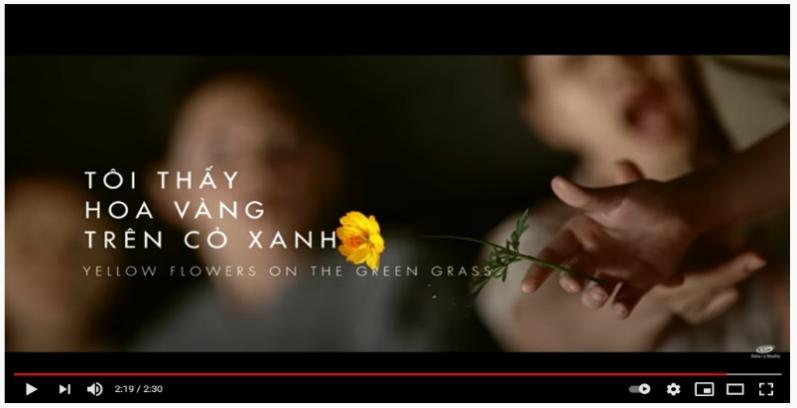 TÔI THẤY
HOA VÀNG
TRÊN CỎ XANH
YELLOW FLOWERS ON THE GREEN GRASS
2:19 / 2:30